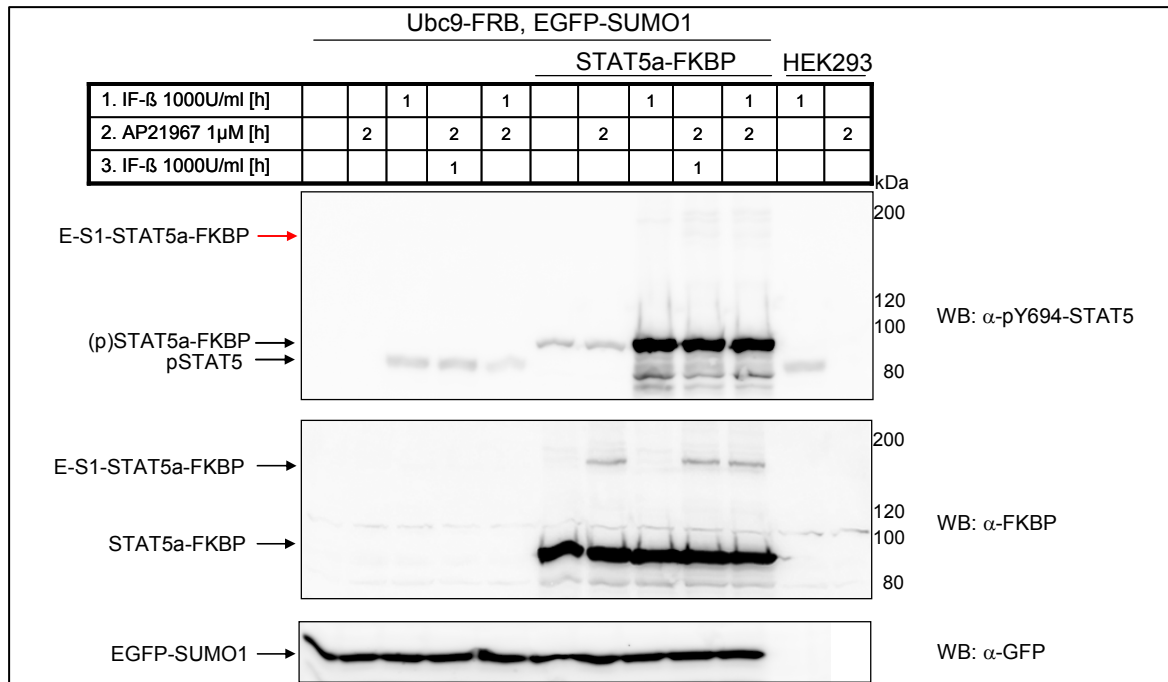 Ubc9-FRB, EGFP-SUMO1
STAT5a-FKBP HEK293
1. IF-ß 1000U/ml [h] 1 1 1 1 1
2. AP21967 1µM [h] 2 2 2 2 2 2 2
3. IF-ß 1000U/ml [h] 1 1
kDa
200
E-S1-STAT5a-FKBP
120
100
WB: α-pY694-STAT5
(p)STAT5a-FKBP
pSTAT5
80
200
E-S1-STAT5a-FKBP
120
WB: α-FKBP
100
STAT5a-FKBP
80
EGFP-SUMO1
WB: α-GFP